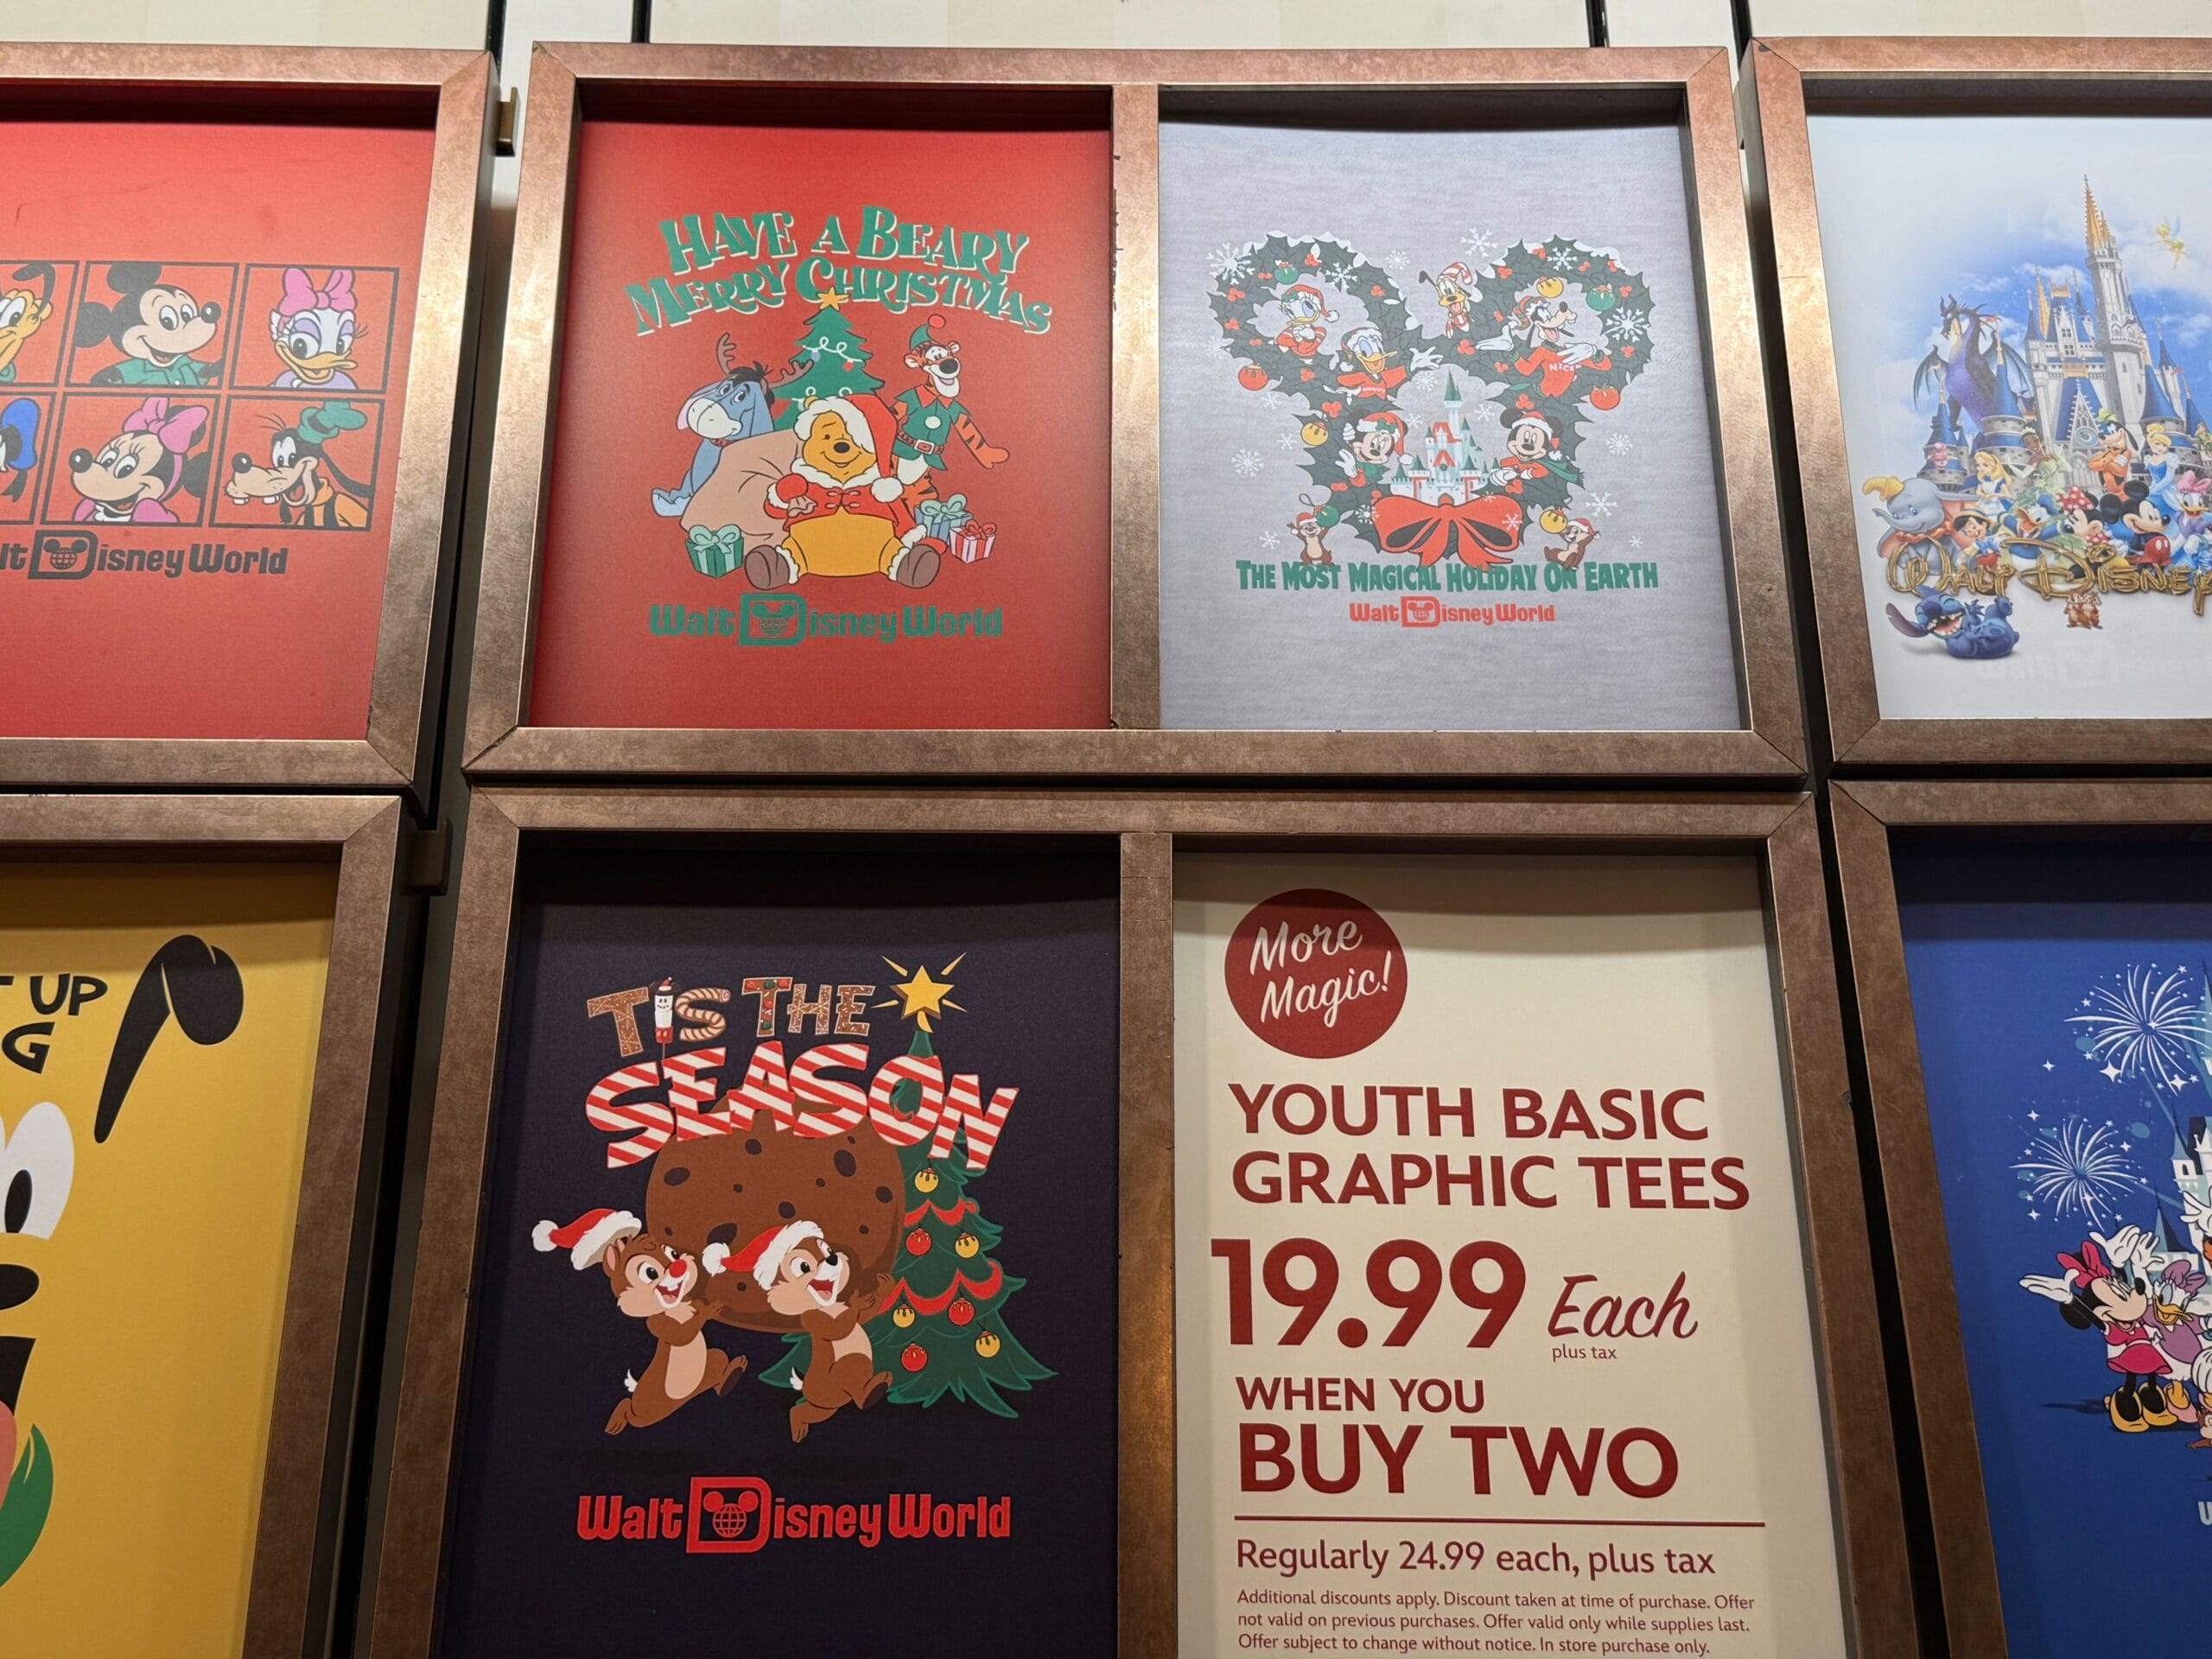 HAVE A BEARY
MERRY CHRISTMAS
Walt Disney World
NICE
THE MOST MAGICAL HOLIDAY ON EARTH
Walt Disney World
Disney World
WALT DISNEY
UP
G
'TIS THE
SEASON
Walt Disney World
More
Magic!
YOUTH BASIC
GRAPHIC TEES
19.99 Each
plus tax
WHEN YOU
BUY TWO
Regularly 24.99 each, plus tax
Additional discounts apply. Discount taken at time of purchase. Offer
not valid on previous purchases. Offer valid only while supplies last.
Offer subject to change without notice. In store purchase only.